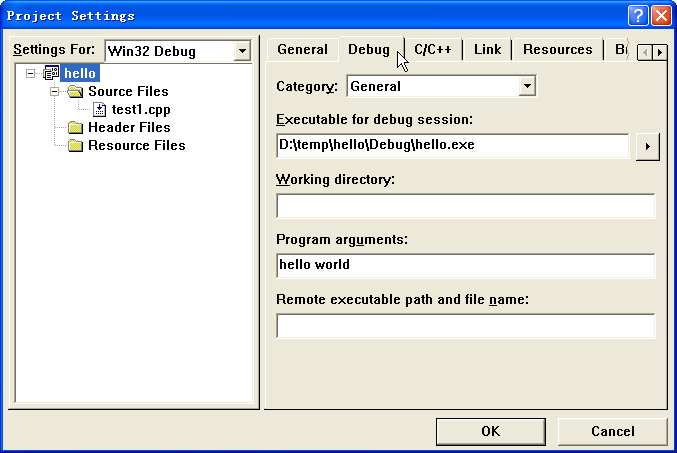 Project Settings
Settings For: Win32 Debug
hello
Source Files
test1.cpp
Header Files
Resource Files
General Debug C/C++ Link Resources
Category: General
Executable for debug session:
D:\temp\hello\Debug\hello.exe
Working directory:
Program arguments:
hello world
Remote executable path and file name:
OK Cancel